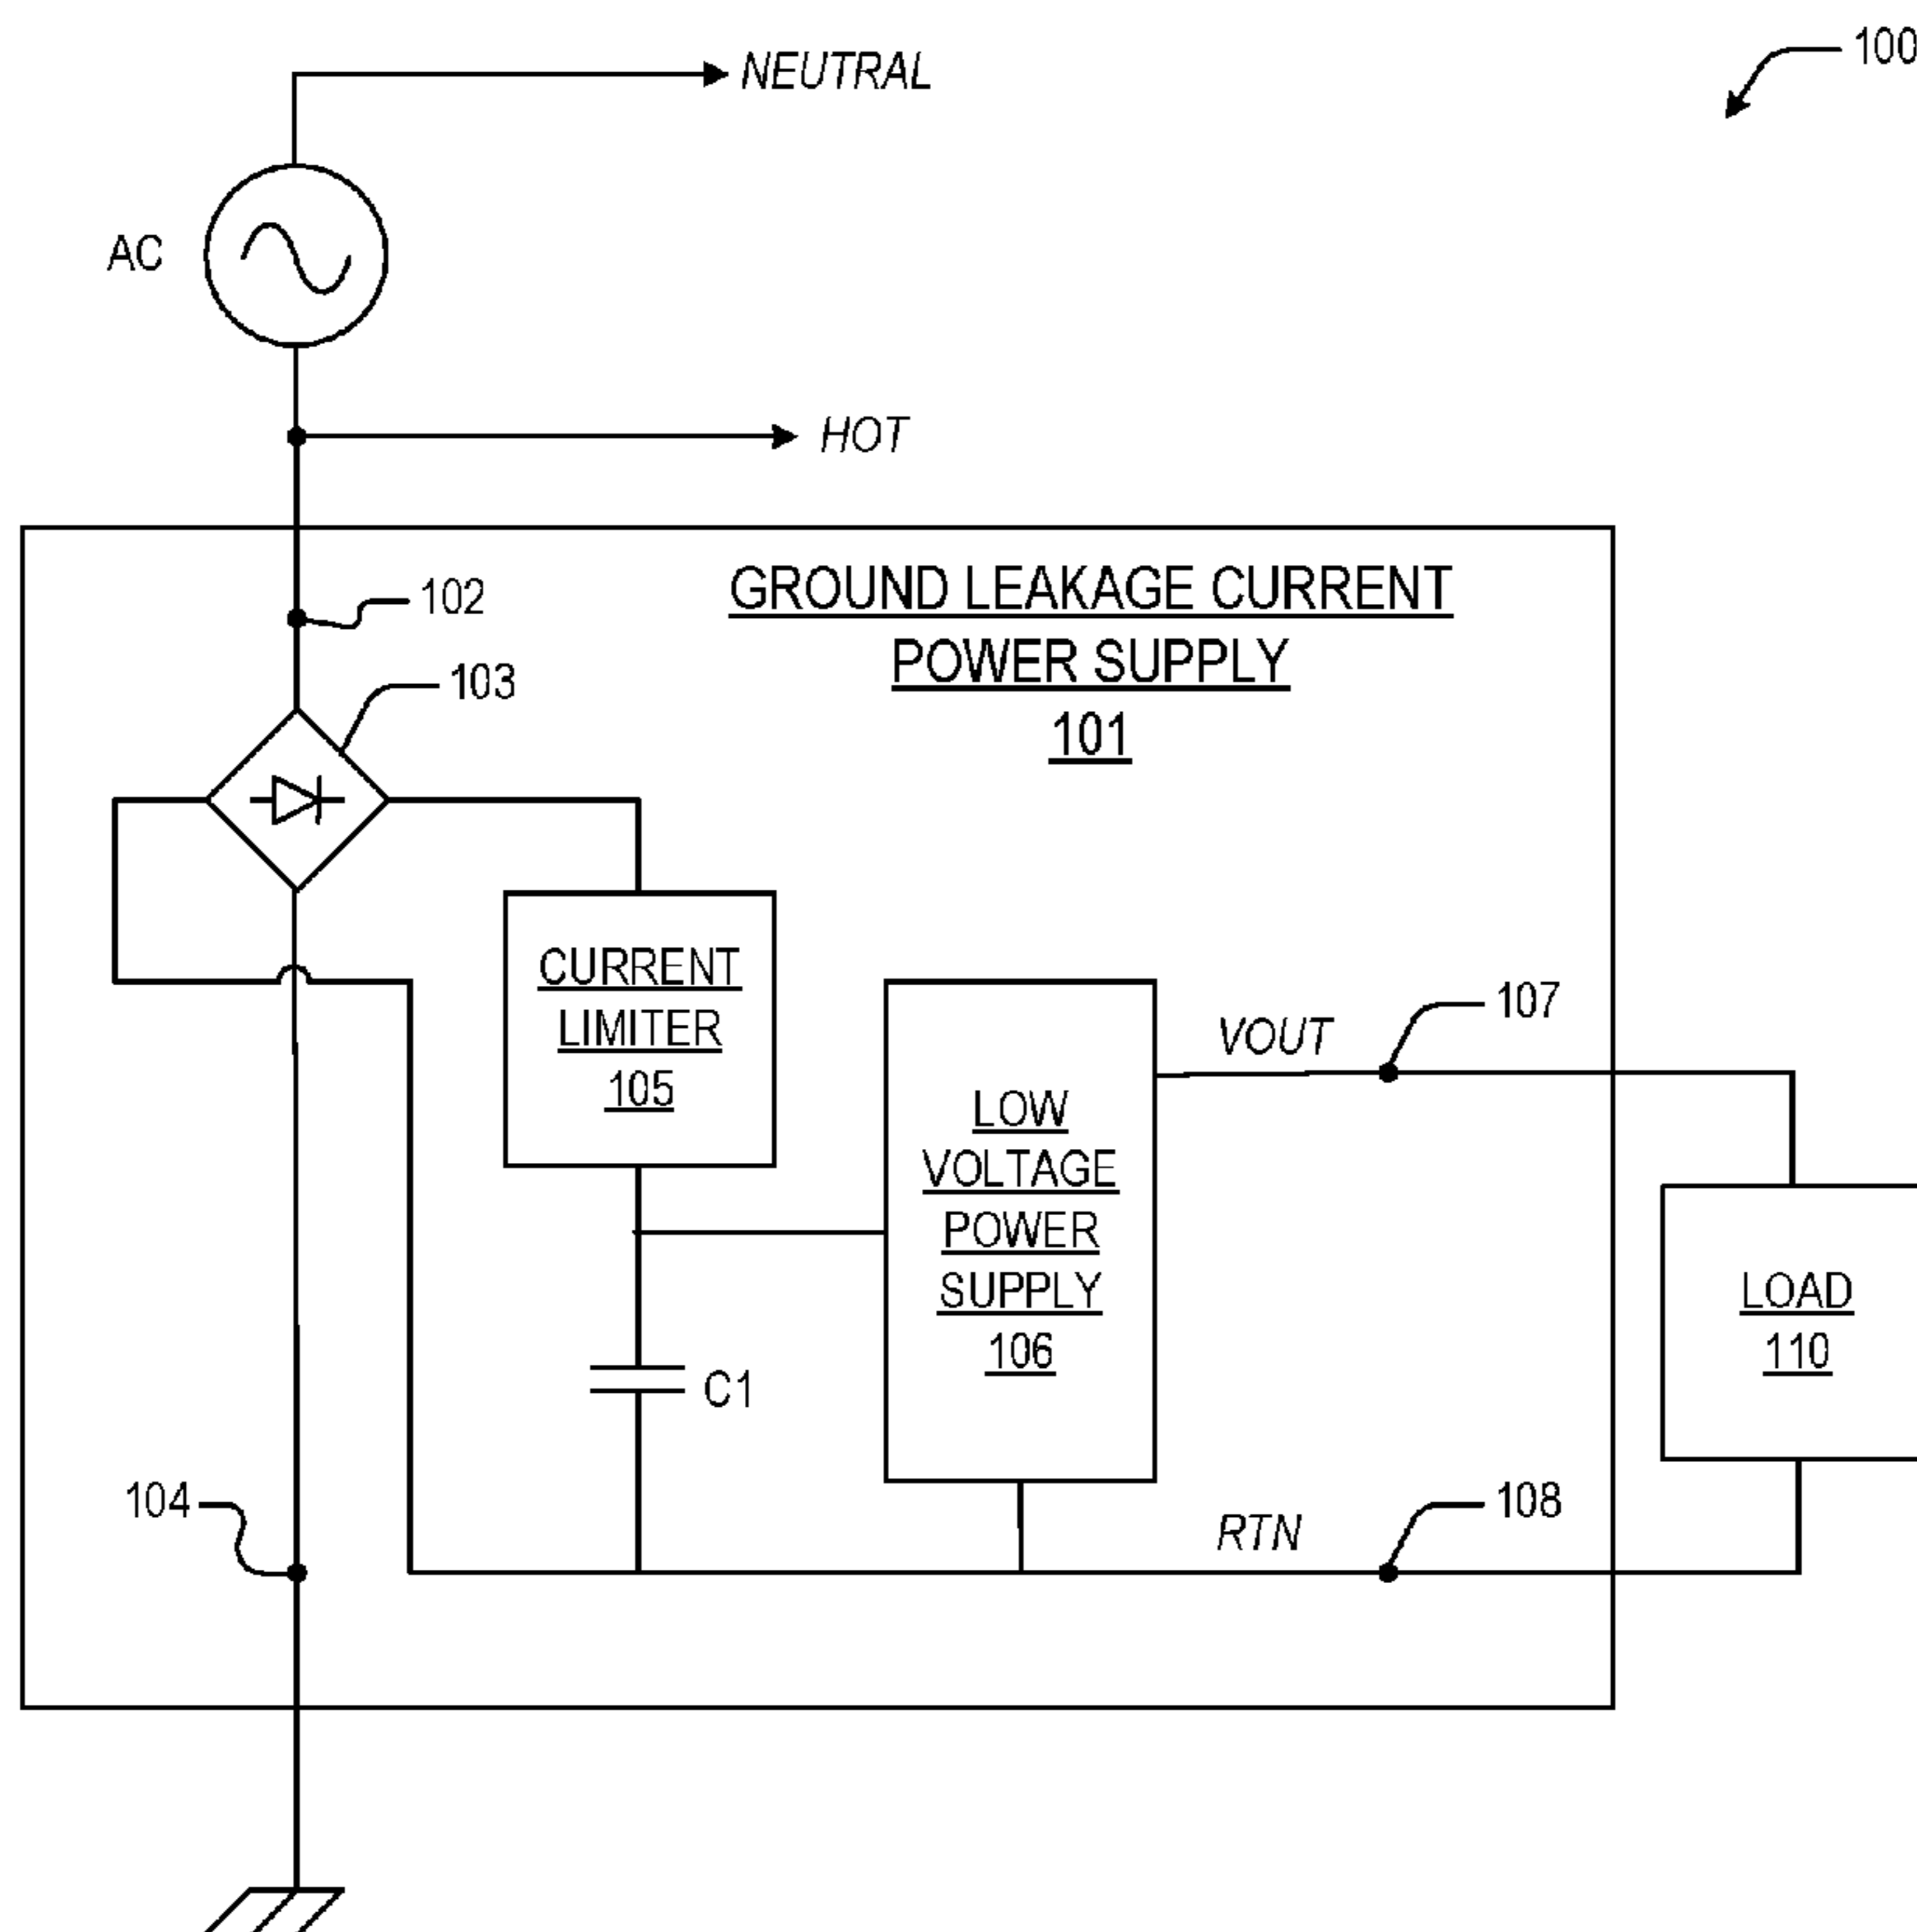 100
NEUTRAL
AC
HOT
102
GROUND LEAKAGE CURRENT
POWER SUPPLY
101
103
CURRENT
LIMITER
105
107
VOUT
LOW
VOLTAGE
POWER
SUPPLY
106
LOAD
110
C1
104
108
RTN